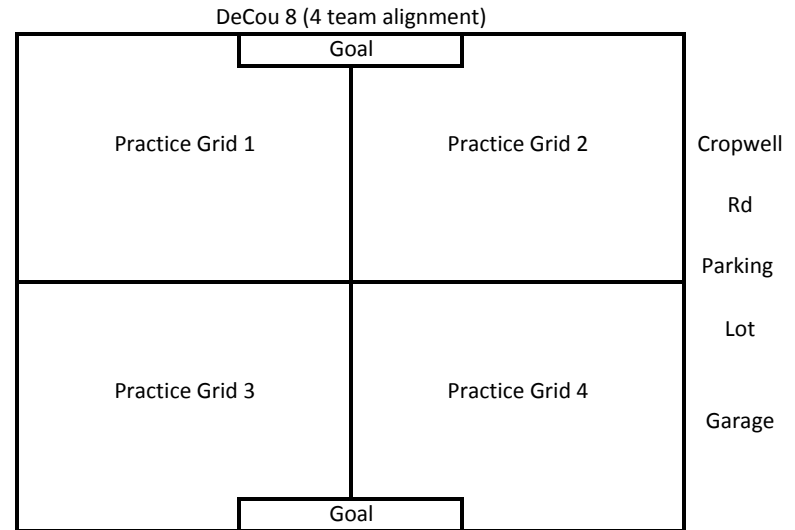 DeCou 8 (4 team alignment)
Goal
Practice Grid 1
Practice Grid 2
Cropwell
Rd
Parking
Lot
Practice Grid 3
Practice Grid 4
Garage
Goal